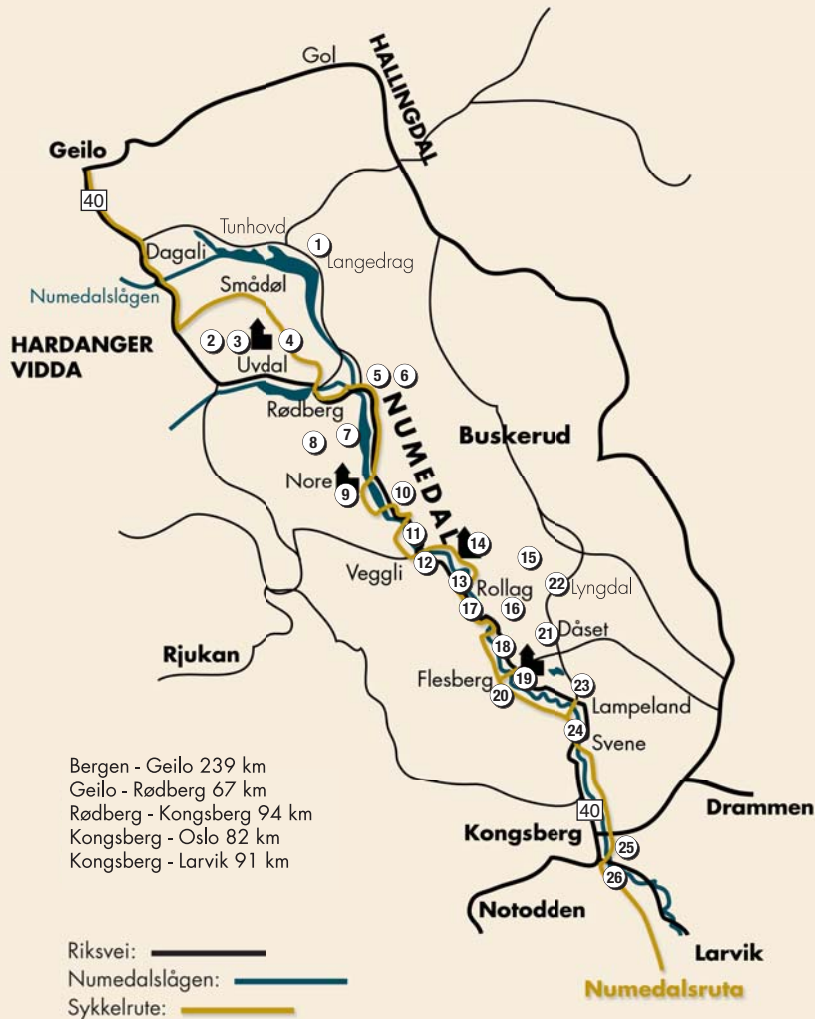 Gol
HALLINGDAL
Geilo
40
Tunhovd
1
Dagali
Langedrag
Smådøl
Numedalslågen
HARDANGER
VIDDA
2
3
4
Uvdal
5
6
Rødberg
NUMEDAL
Buskerud
8
7
Nore
9
10
11
14
12
15
Veggli
13
Rollag
22
Lyngdal
17
16
21
Dåset
Rjukan
18
Flesberg
19
20
23
Lampeland
24
Svene
Bergen - Geilo 239 km
Geilo - Rødberg 67 km
Rødberg - Kongsberg 94 km
Kongsberg - Oslo 82 km
Kongsberg - Larvik 91 km
Drammen
40
Kongsberg
25
26
Notodden
Larvik
Riksvei:
Numedalslågen:
Sykkelrute:
Numedalsruta